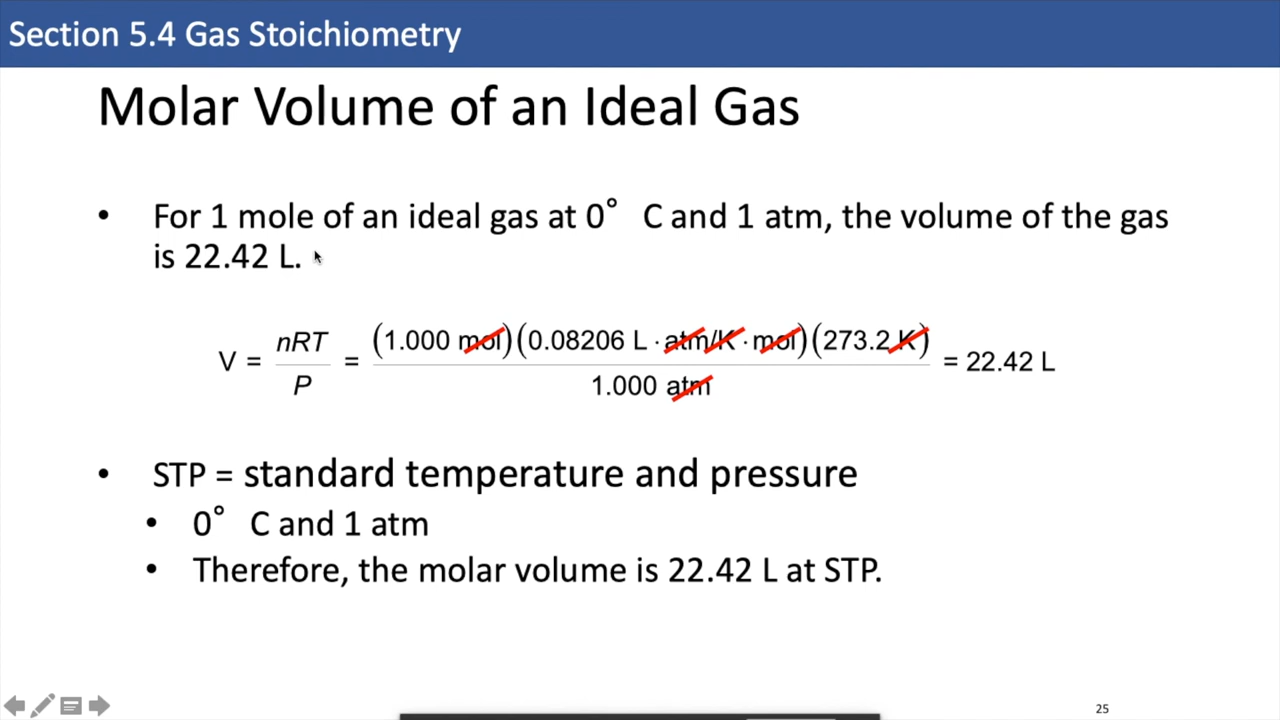 Section 5.4 Gas Stoichiometry
Molar Volume of an Ideal Gas
• For 1 mole of an ideal gas at 0° C and 1 atm, the volume of the gas
is 22.42 L.
V = nRT / P = (1.000 mol)(0.08206 L · atm/K · mol)(273.2 K) / 1.000 atm = 22.42 L
• STP = standard temperature and pressure
• 0° C and 1 atm
• Therefore, the molar volume is 22.42 L at STP.
25